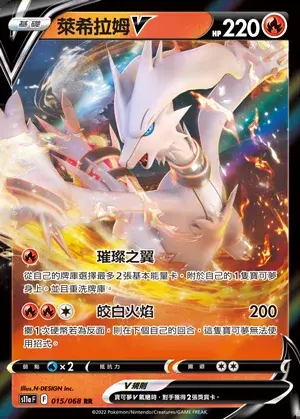 基礎 萊希拉姆V HP 220
璀璨之翼
從自己的牌庫選擇最多2張基本能量卡,附於自己的1隻寶可夢
身上。並且重洗牌庫。
皎白火焰 200
擲1次硬幣若為反面,則在下個自己的回合,這隻寶可夢無法使
用招式。
弱點 ×2 抵抗力 撤退
Illus.N-DESIGN Inc.
V規則
s11a F F 015/068 RR
寶可夢V氣絕時,對手獲得2張獎賞卡。
©2022 Pokémon/Nintendo/Creatures/GAME FREAK.